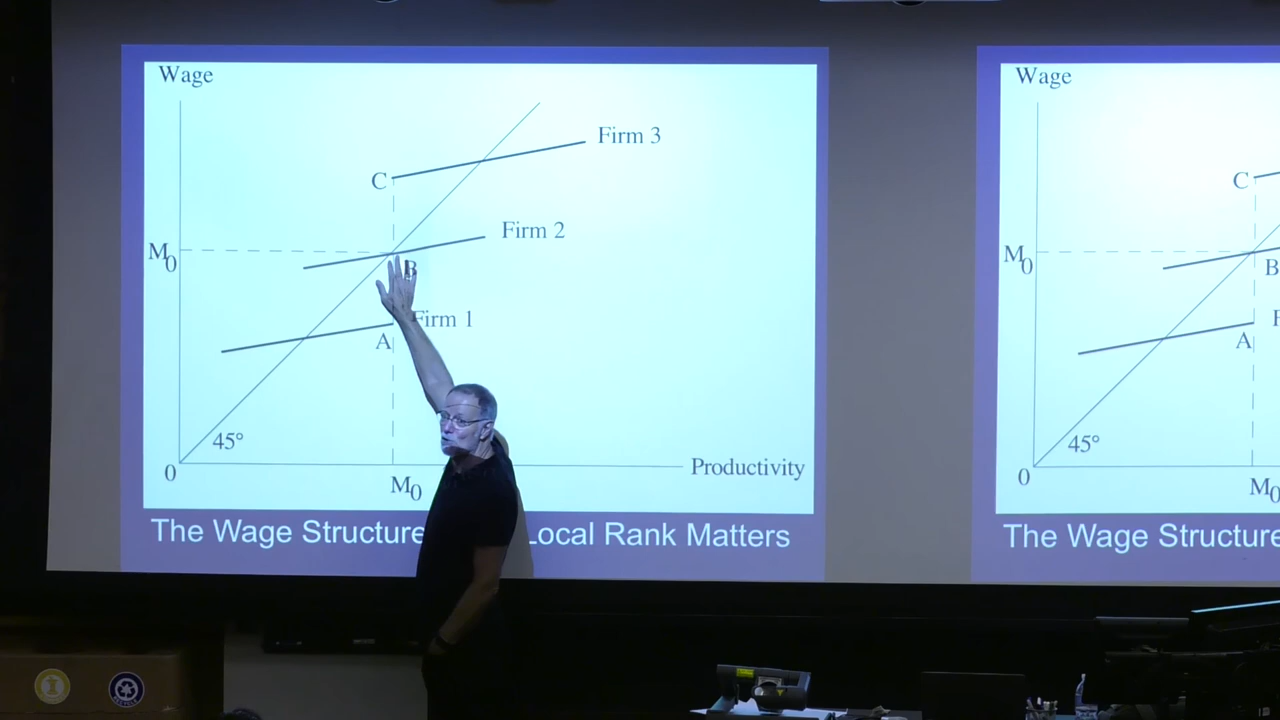 Wage
Firm 3
C
Firm 2
M0
B
Firm 1
A
45°
0
Productivity
M0
The Wage Structure Local Rank Matters
Wage
C
M0
B
A
45°
0
M0
The Wage Structure
RECYCLE